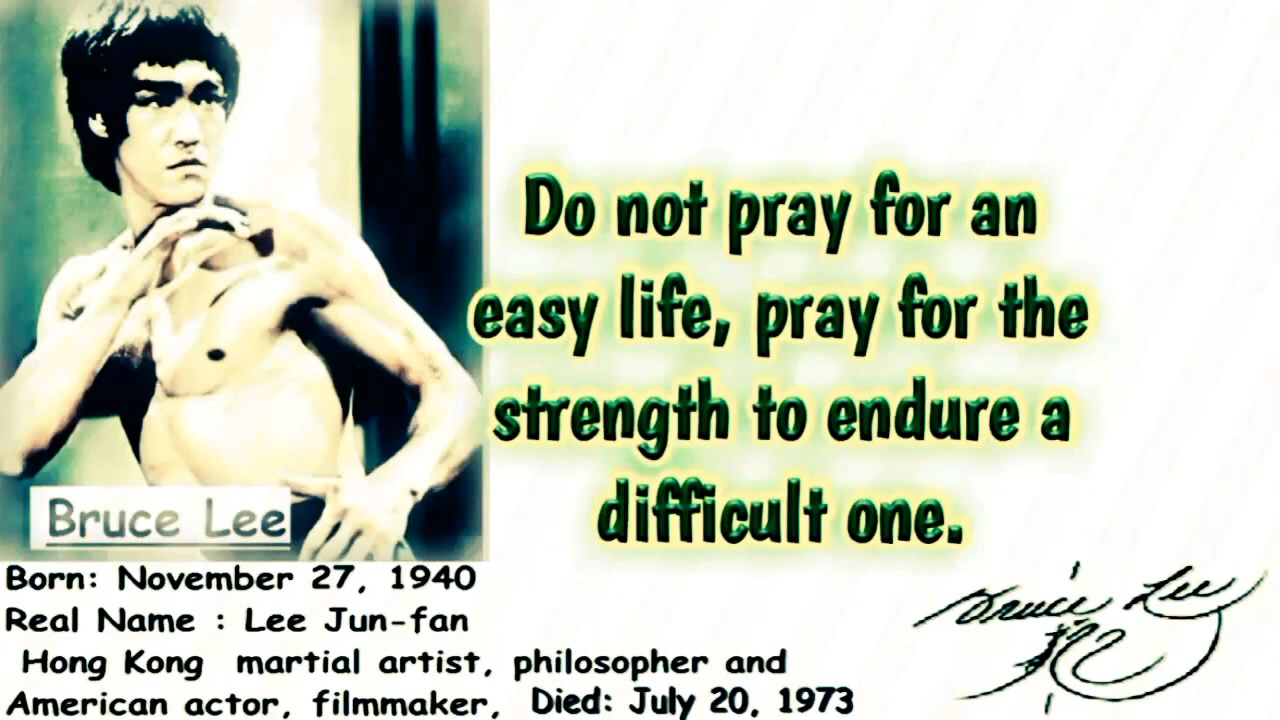 Do not pray for an
easy life, pray for the
strength to endure a
difficult one.
Bruce Lee
Born: November 27, 1940
Real Name : Lee Jun-fan
Hong Kong martial artist, philosopher and
American actor, filmmaker, Died: July 20, 1973
Bruce Lee